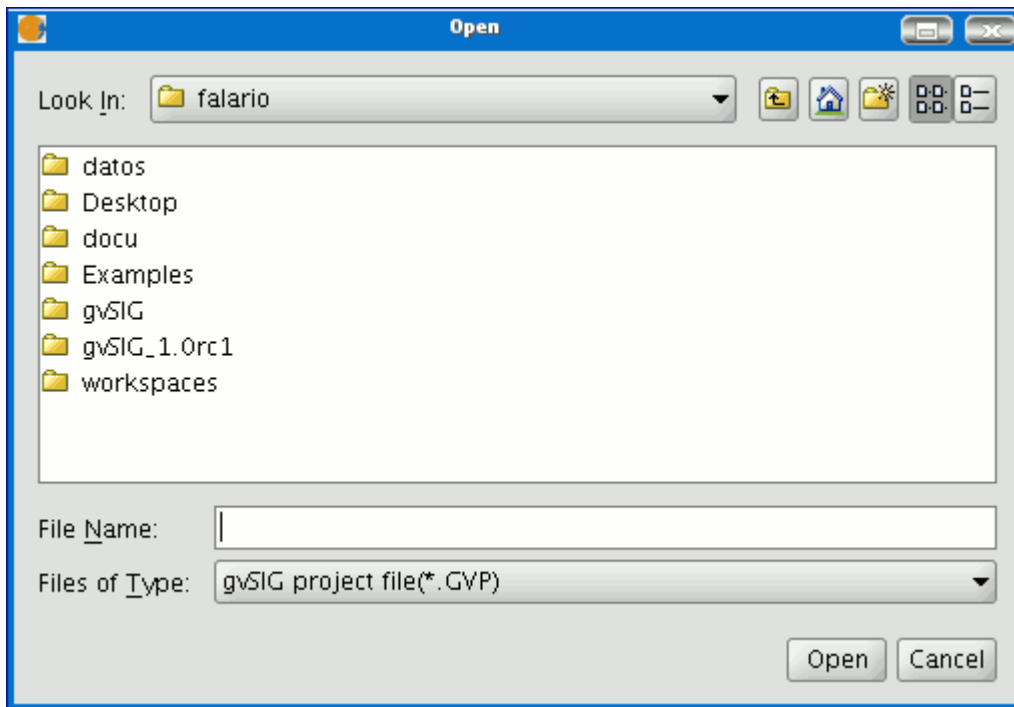 Open
Look In: falario
datos
Desktop
docu
Examples
gvSIG
gvSIG_1.0rc1
workspaces
File Name:
Files of Type: gvSIG project file(*.GVP)
Open Cancel